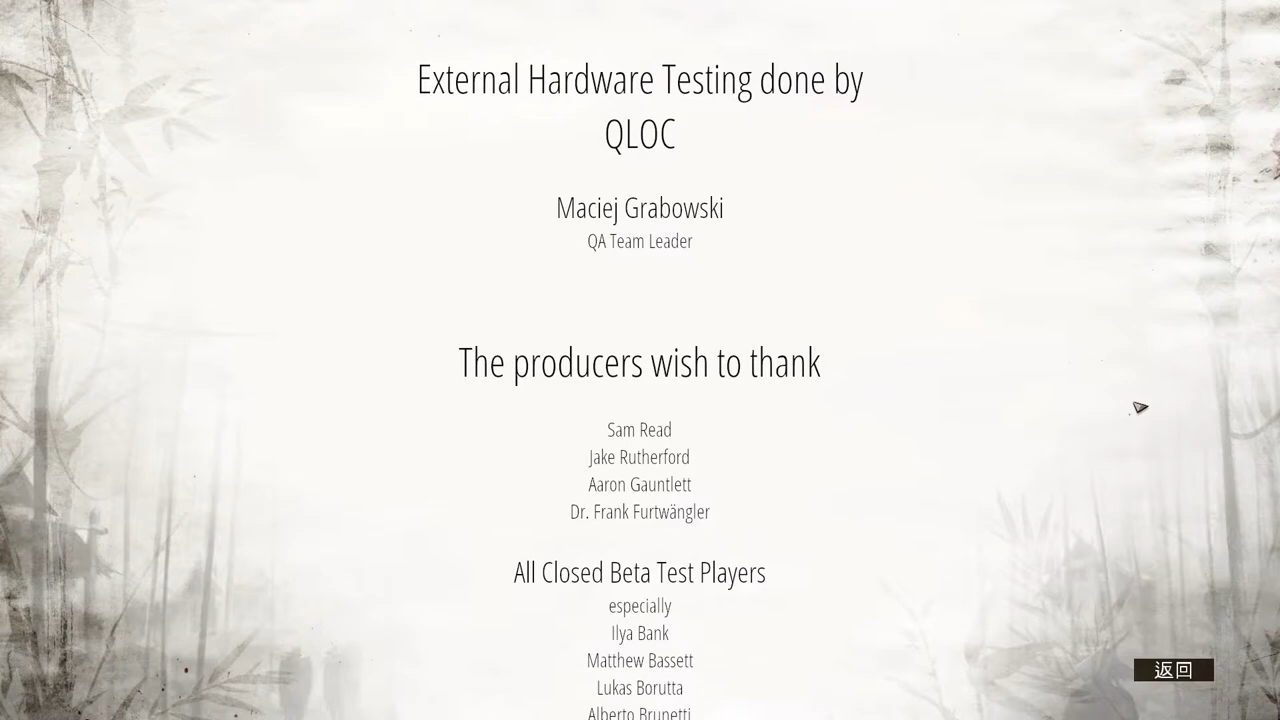 External Hardware Testing done by
QLOC
Maciej Grabowski
QA Team Leader
The producers wish to thank
Sam Read
Jake Rutherford
Aaron Gauntlett
Dr. Frank Furtwängler
All Closed Beta Test Players
especially
Ilya Bank
Matthew Bassett
Lukas Borutta
Alberto Brunetti
返回